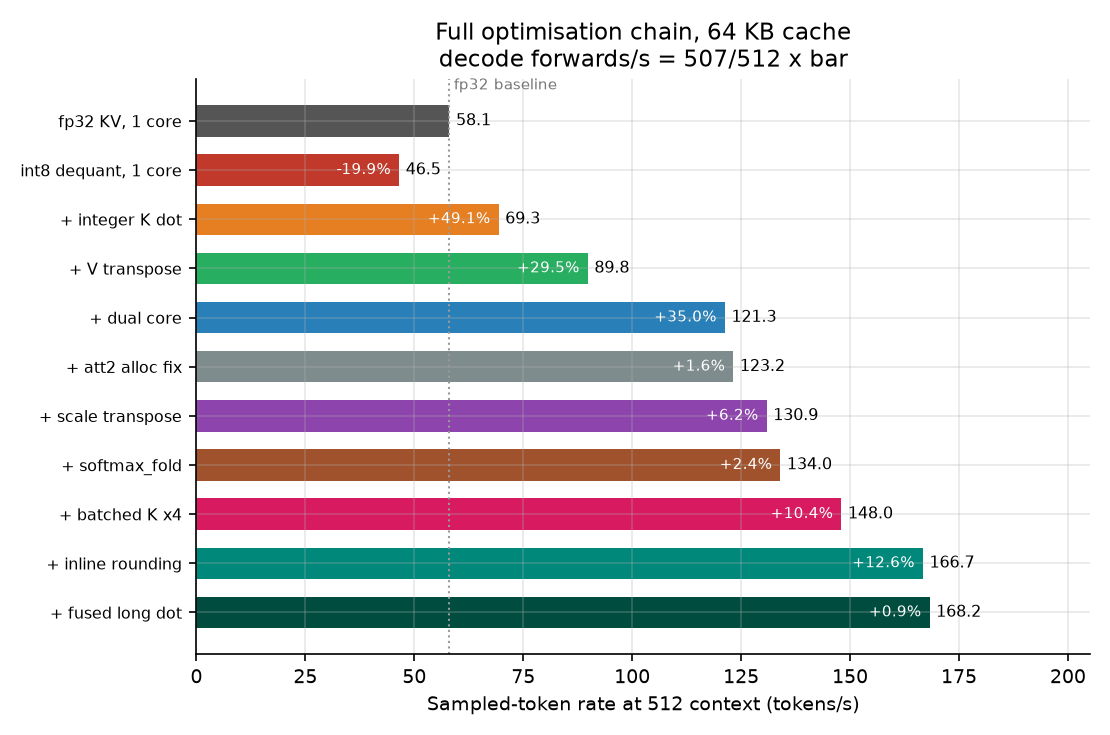 Full optimisation chain, 64 KB cache
decode forwards/s = 507/512 x bar
fp32 baseline
fp32 KV, 1 core 58.1
int8 dequant, 1 core -19.9% 46.5
+ integer K dot +49.1% 69.3
+ V transpose +29.5% 89.8
+ dual core +35.0% 121.3
+ att2 alloc fix +1.6% 123.2
+ scale transpose +6.2% 130.9
+ softmax_fold +2.4% 134.0
+ batched K x4 +10.4% 148.0
+ inline rounding +12.6% 166.7
+ fused long dot +0.9% 168.2
0 25 50 75 100 125 150 175 200
Sampled-token rate at 512 context (tokens/s)